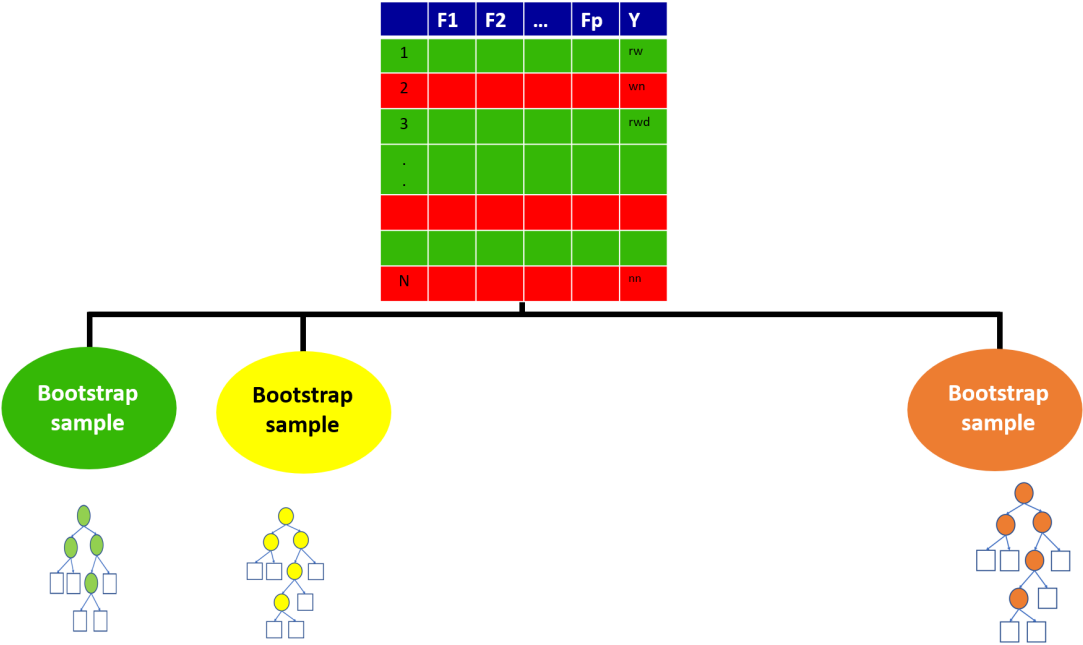 F1 F2 ... Fp Y
1 rw
2 wn
3 rwd
.
.
N nn
Bootstrap
sample
Bootstrap
sample
Bootstrap
sample